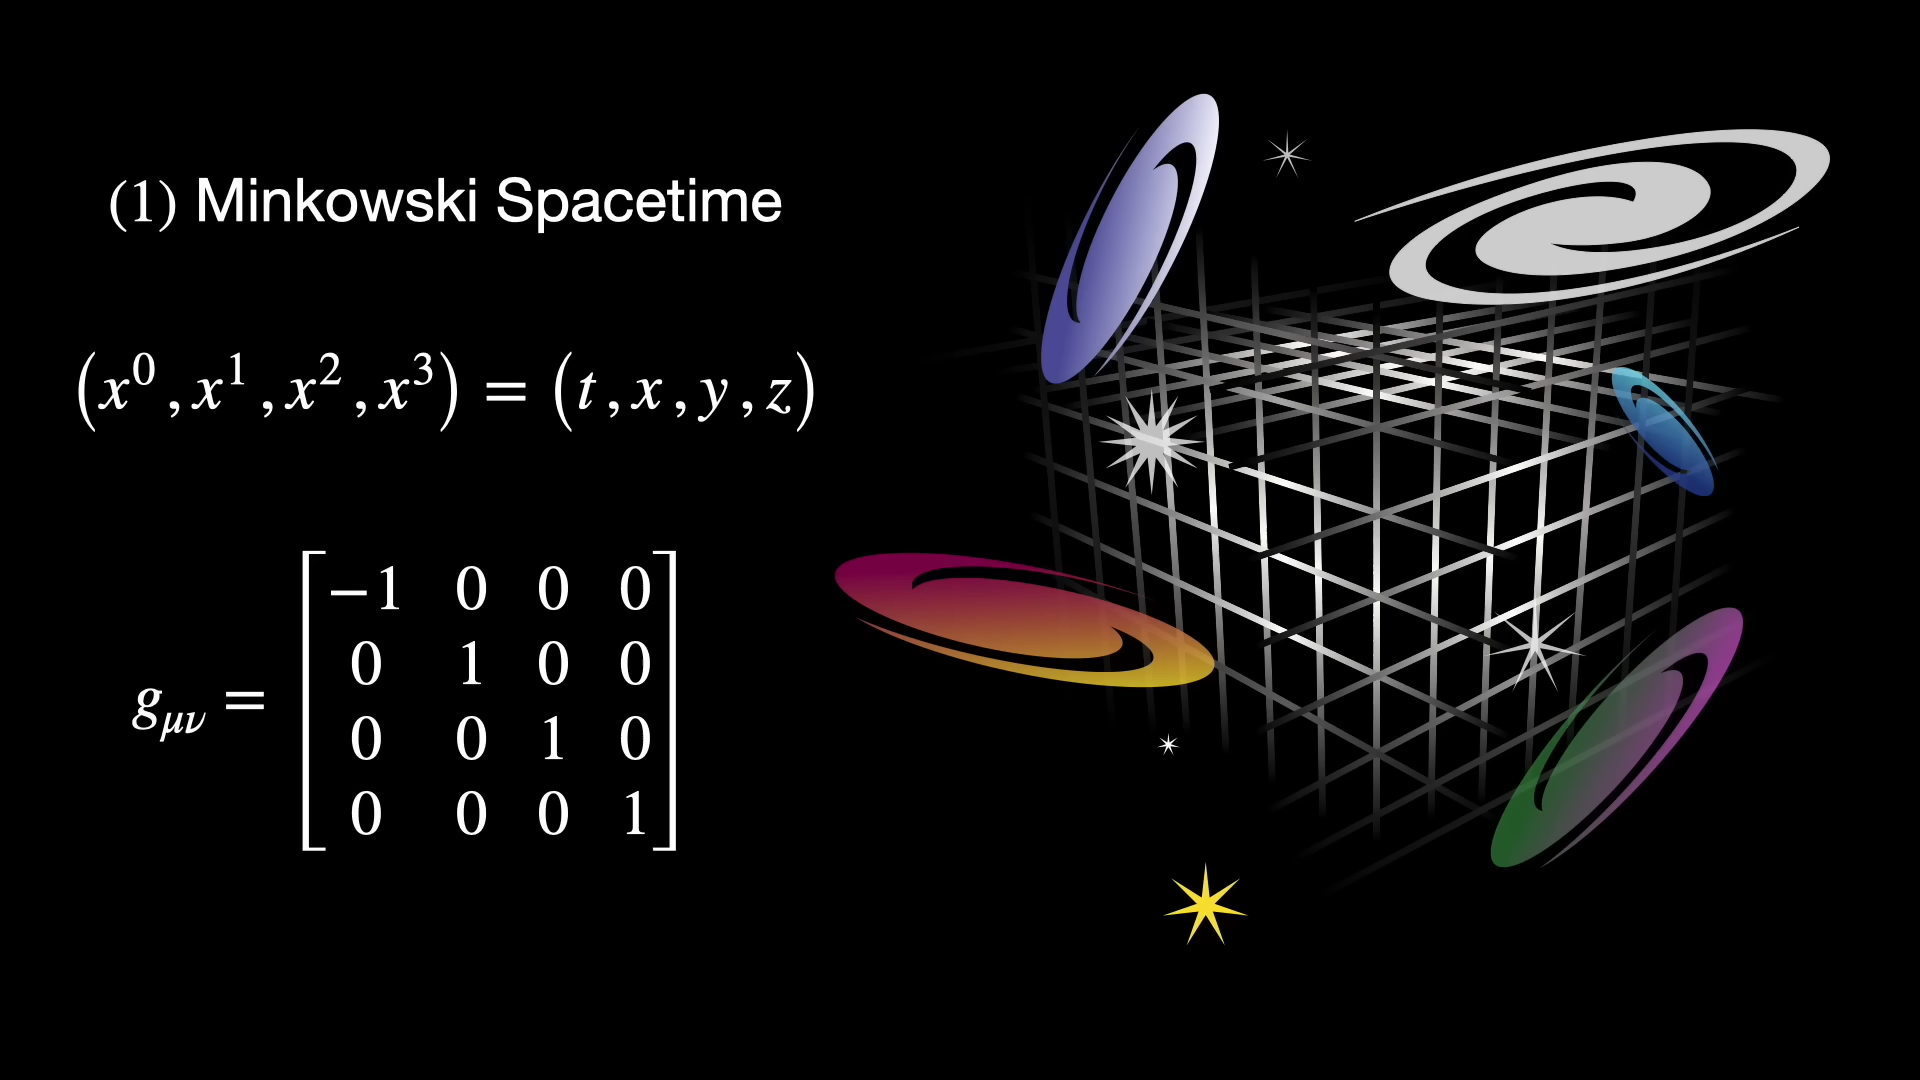 (1) Minkowski Spacetime
(x⁰, x¹, x², x³) = (t, x, y, z)
−1 0 0 0
0 1 0 0
g_μν =
0 0 1 0
0 0 0 1